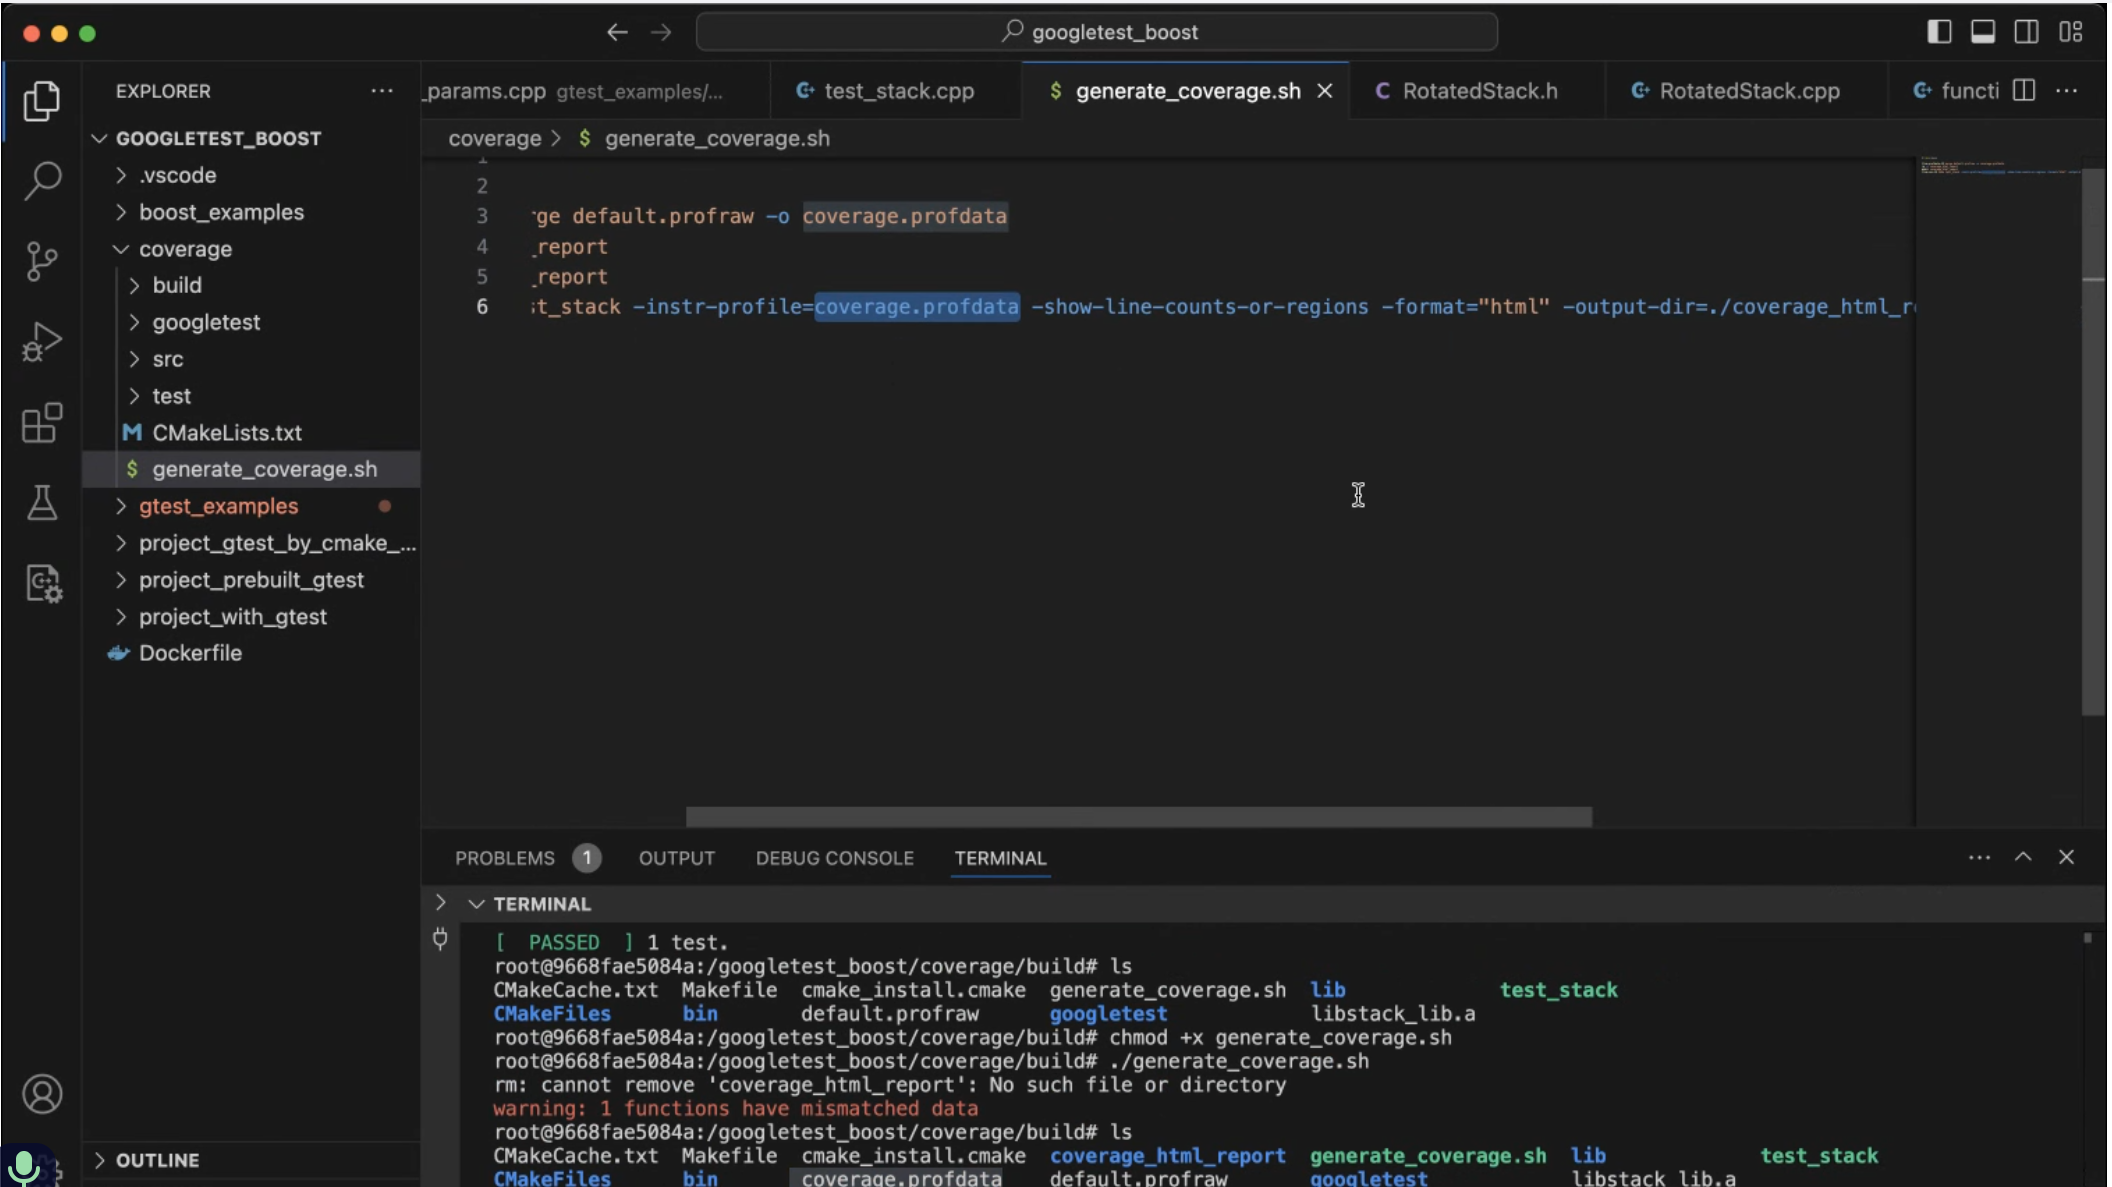 googletest_boost
EXPLORER
GOOGLETEST_BOOST
.vscode
boost_examples
coverage
build
googletest
src
test
CMakeLists.txt
generate_coverage.sh
gtest_examples
project_gtest_by_cmake_...
project_prebuilt_gtest
project_with_gtest
Dockerfile
OUTLINE
_params.cpp gtest_examples/...
test_stack.cpp
$ generate_coverage.sh
C RotatedStack.h
RotatedStack.cpp
functi
coverage > $ generate_coverage.sh
1
2
3 rge default.profraw -o coverage.profdata
4 _report
5 _report
6 st_stack -instr-profile=coverage.profdata -show-line-counts-or-regions -format="html" -output-dir=./coverage_html_r
PROBLEMS 1 OUTPUT DEBUG CONSOLE TERMINAL
TERMINAL
[ PASSED ] 1 test.
root@9668fae5084a:/googletest_boost/coverage/build# ls
CMakeCache.txt Makefile cmake_install.cmake generate_coverage.sh lib test_stack
CMakeFiles bin default.profraw googletest libstack_lib.a
root@9668fae5084a:/googletest_boost/coverage/build# chmod +x generate_coverage.sh
root@9668fae5084a:/googletest_boost/coverage/build# ./generate_coverage.sh
rm: cannot remove 'coverage_html_report': No such file or directory
warning: 1 functions have mismatched data
root@9668fae5084a:/googletest_boost/coverage/build# ls
CMakeCache.txt Makefile cmake_install.cmake coverage_html_report generate_coverage.sh lib test_stack
CMakeFiles bin coverage.profdata default.profraw googletest libstack_lib.a